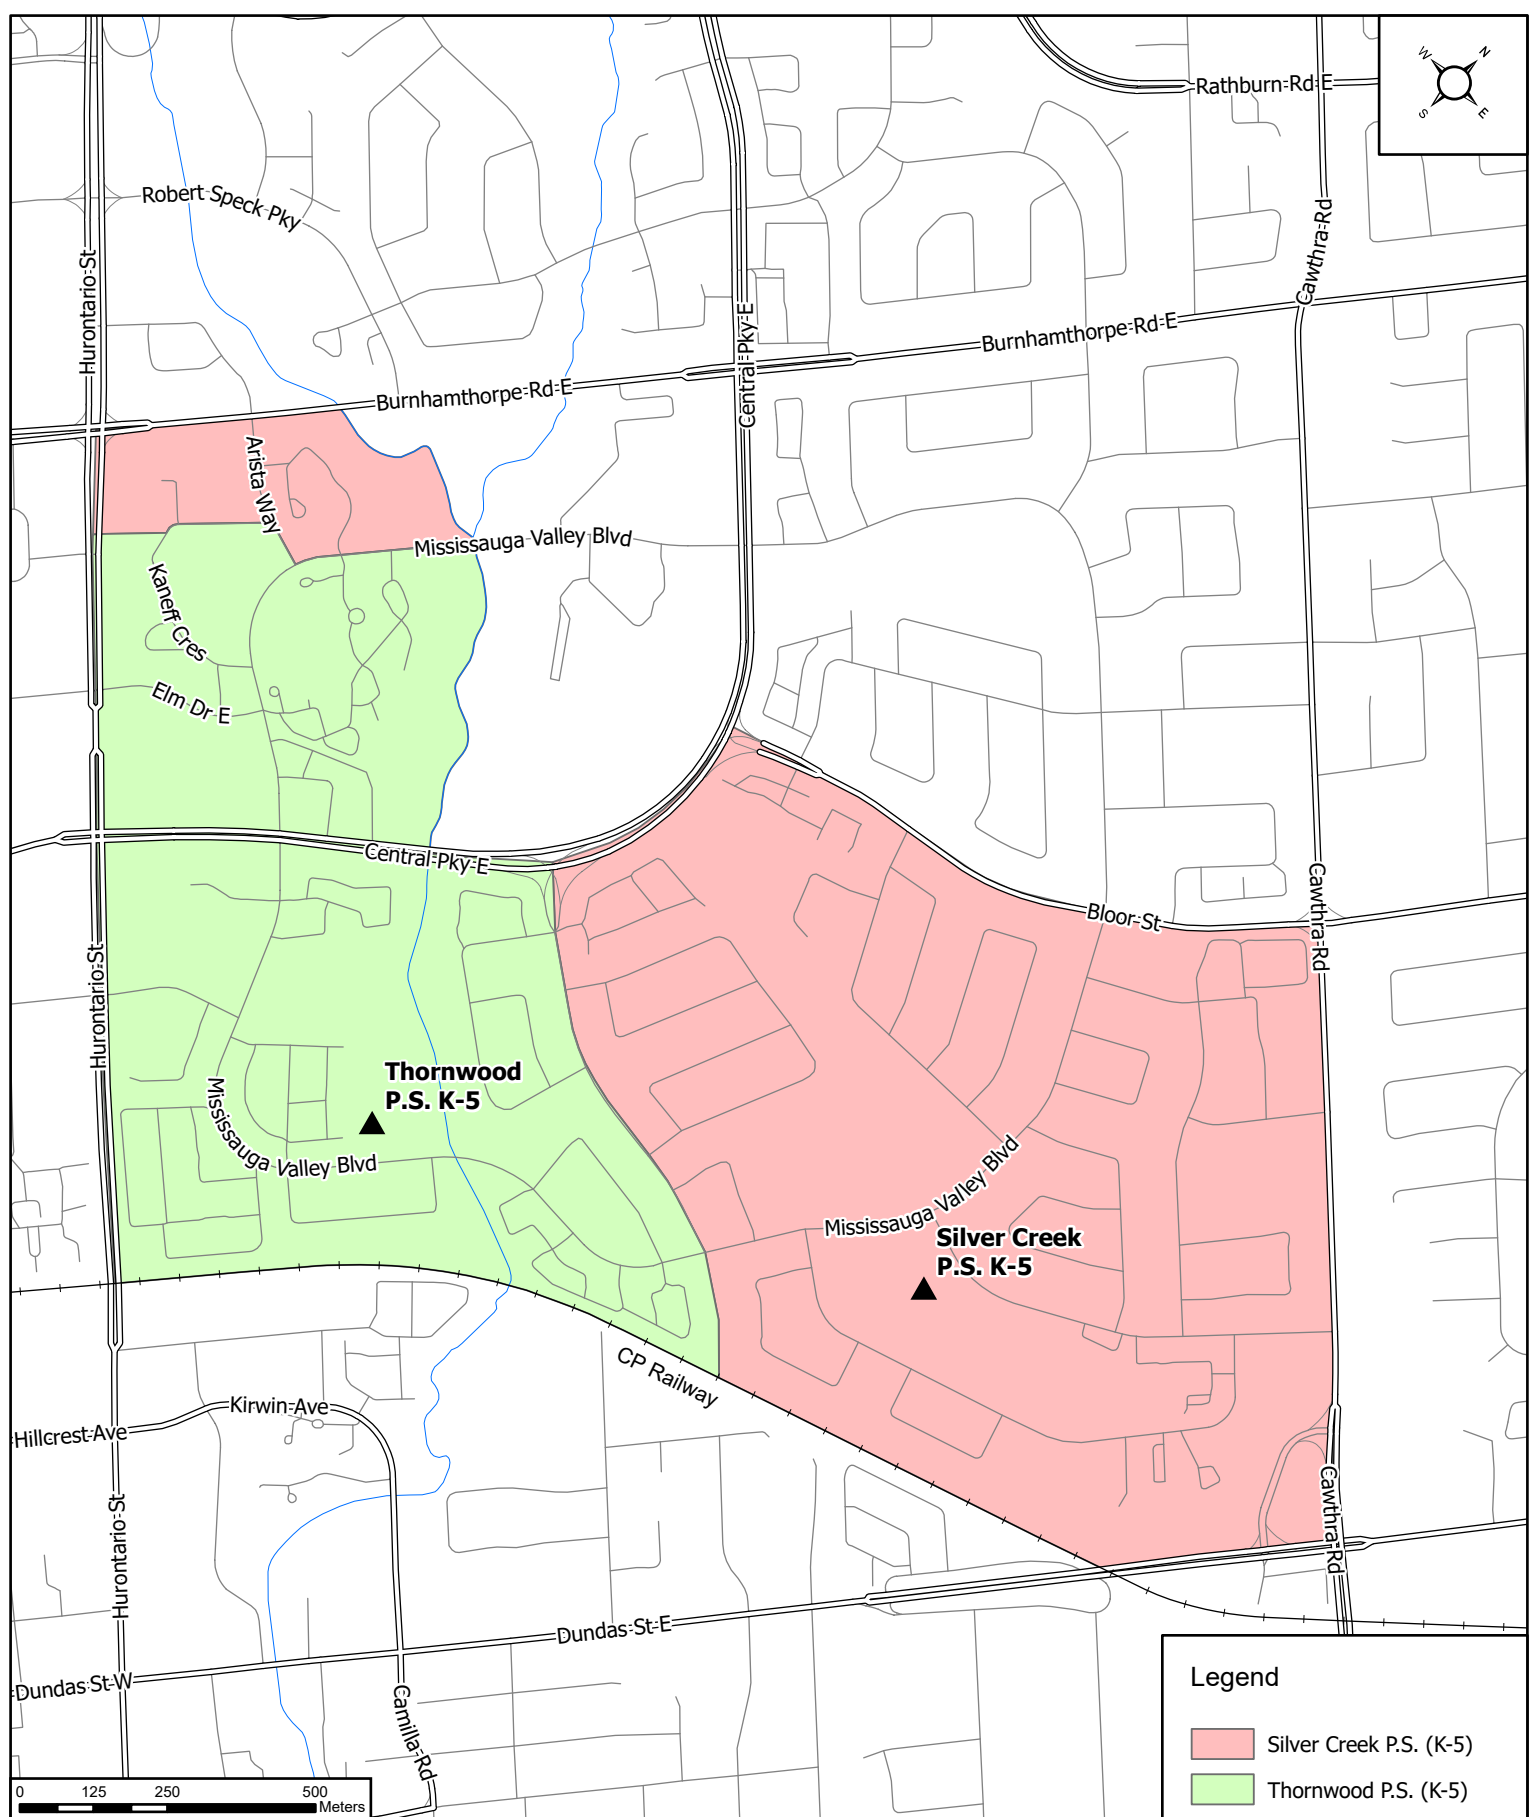 W
N
S
E
Rathburn Rd E
Robert Speck Pky
Cawthra Rd
Hurontario St
Central Pky E
Burnhamthorpe Rd E
Burnhamthorpe Rd E
Arista Way
Mississauga Valley Blvd
Kaneff Cres
Elm Dr E
Central Pky E
Bloor St
Cawthra Rd
Hurontario St
Thornwood
P.S. K-5
Mississauga Valley Blvd
Mississauga Valley Blvd
Silver Creek
P.S. K-5
CP Railway
Kirwin Ave
Hillcrest Ave
Hurontario St
Cawthra Rd
Dundas St E
Dundas St W
Camilla Rd
Legend
Silver Creek P.S. (K-5)
Thornwood P.S. (K-5)
0 125 250 500
Meters